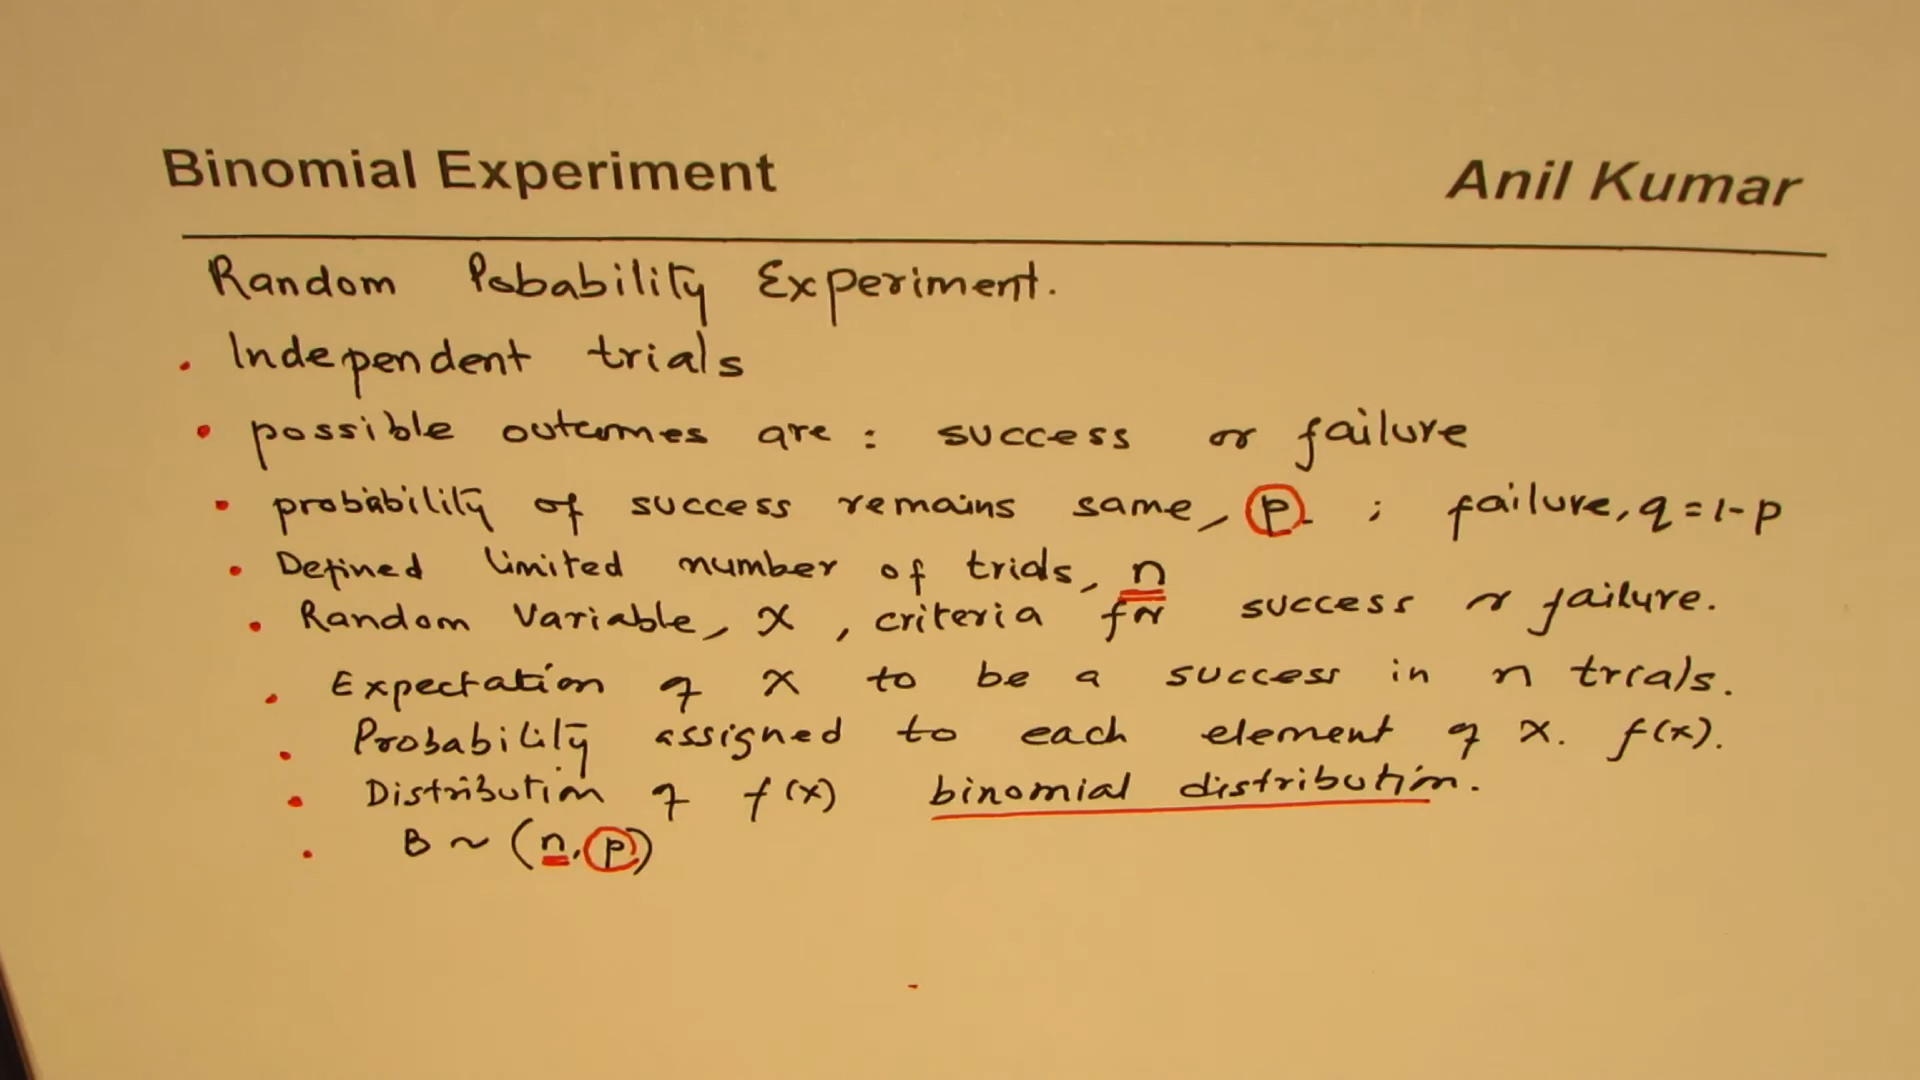 Binomial Experiment
Anil Kumar
Random Pobability Experiment.
. Independent trials
. possible outcomes are : success or failure
. probability of success remains same, p. ; failure, q = 1- p
. Defined limited number of trials, n
. Random Variable, X , criteria for success or failure.
. Expectation of X to be a success in n trials.
. Probability assigned to each element of X. f(x).
. Distribution of f(x) binomial distribution.
. B ~ (n, p)